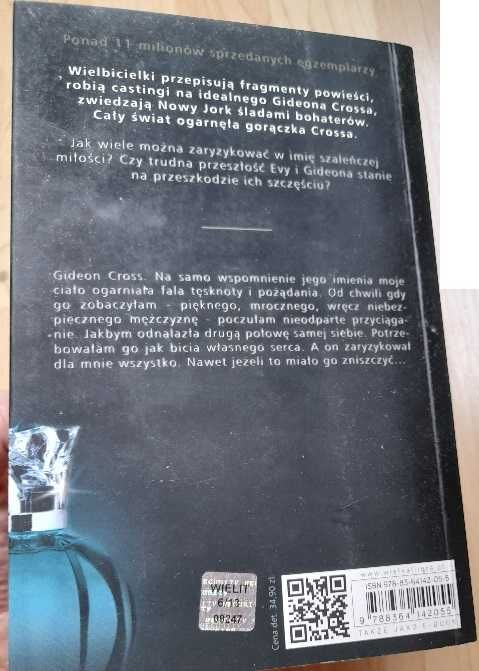 Ponad 11 milionów sprzedanych egzemplarzy
Wielbicielki przepisują fragmenty powieści,
robią castingi na idealnego Gideona Crossa,
zwiedzają Nowy Jork śladami bohaterów.
Cały świat ogarnęła gorączka Crossa.
Jak wiele można zaryzykować w imię szaleńczej
miłości? Czy trudna przeszłość Evy i Gideona stanie
na przeszkodzie ich szczęściu?
Gideon Cross. Na samo wspomnienie jego imienia moje
ciało ogarniała fala tęsknoty i pożądania. Od chwili gdy
go zobaczyłam – pięknego, mrocznego, wręcz niebez-
piecznego mężczyznę – poczułam nieodparte przyciąga-
nie. Jakbym odnalazła drugą połowę samej siebie. Potrze-
bowałam go jak bicia własnego serca. A on zaryzykował
dla mnie wszystko. Nawet jeżeli to miało go zniszczyć...
WIELIT
6/13
09247
Cena det. 34,90 zł
ISBN 978-83-64142-05-5
9 788364 142055
TAKŻE JAKO E-BOOK